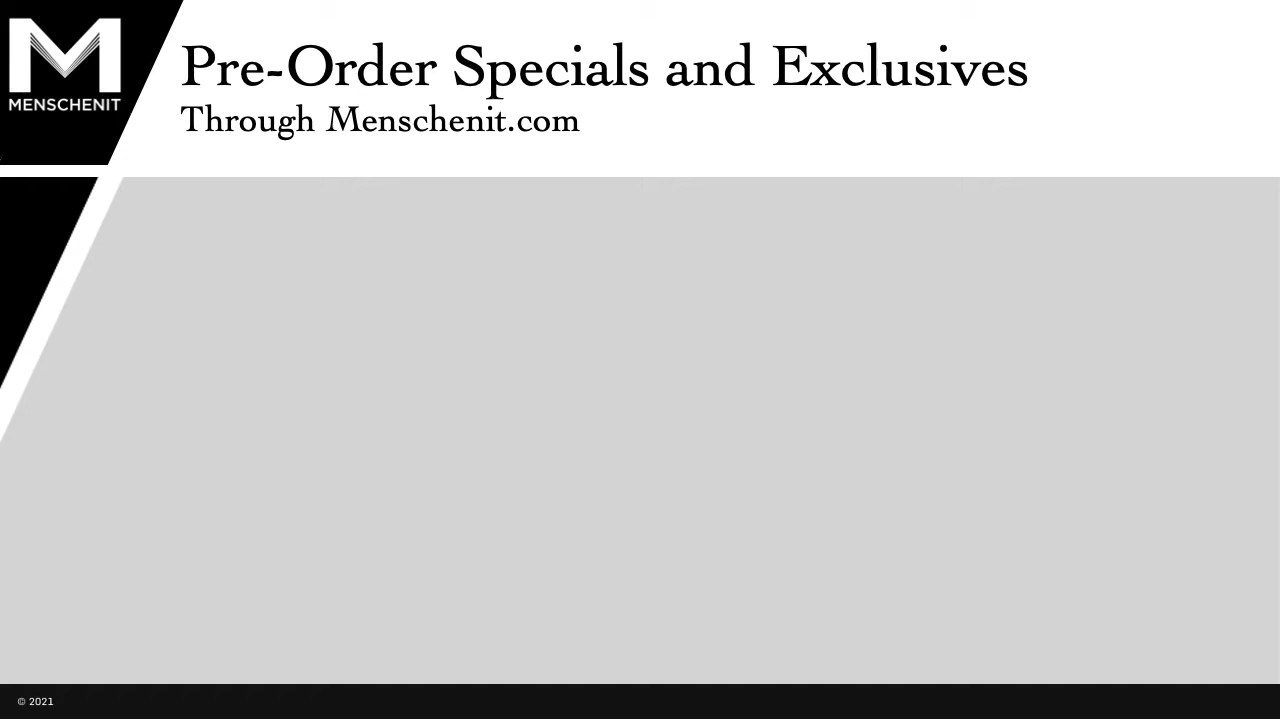 M
MENSCHENIT
Pre-Order Specials and Exclusives
Through Menschenit.com
© 2021